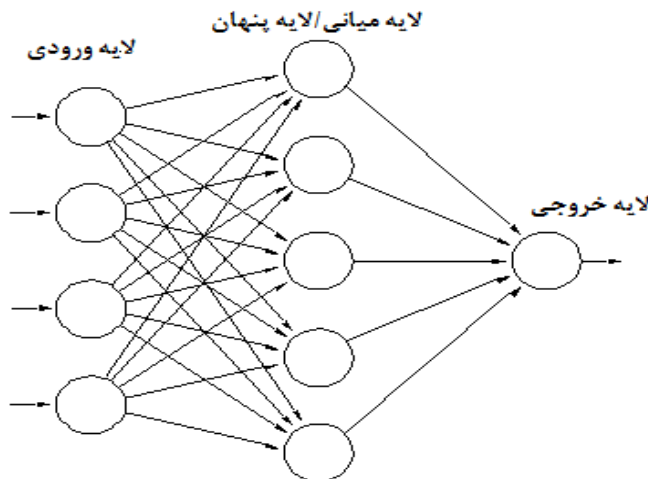 لایه میانی/لایه پنهان
لایه ورودی
لایه خروجی